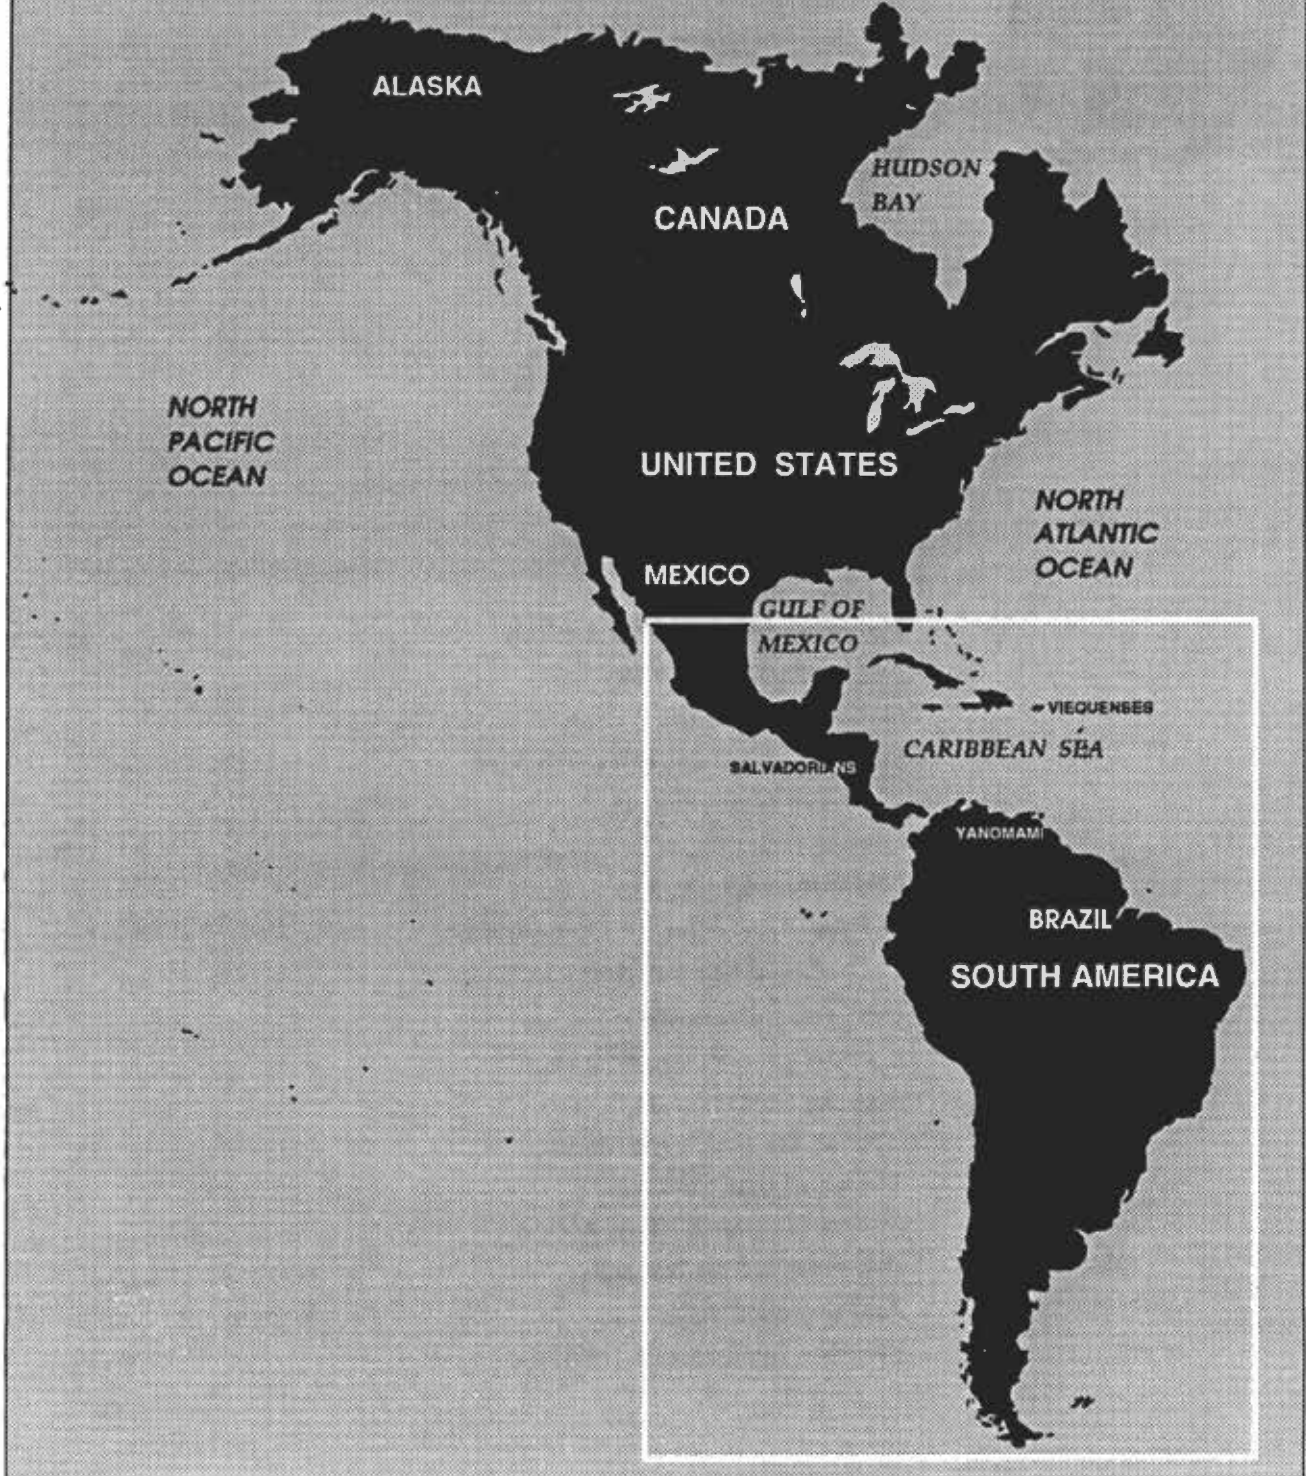 ALASKA
HUDSON
BAY
CANADA
NORTH
PACIFIC
OCEAN
UNITED STATES
NORTH
ATLANTIC
OCEAN
MEXICO
GULF OF
MEXICO
VIEQUENSES
CARIBBEAN SEA
SALVADORIANS
YANOMAMI
BRAZIL
SOUTH AMERICA